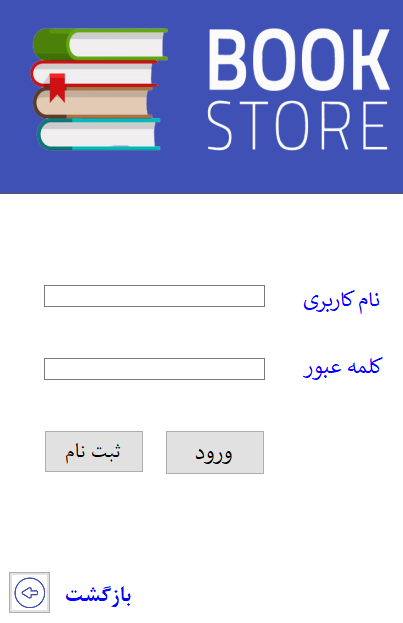 BOOK
STORE
نام کاربری
کلمه عبور
ورود
ثبت نام
بازگشت